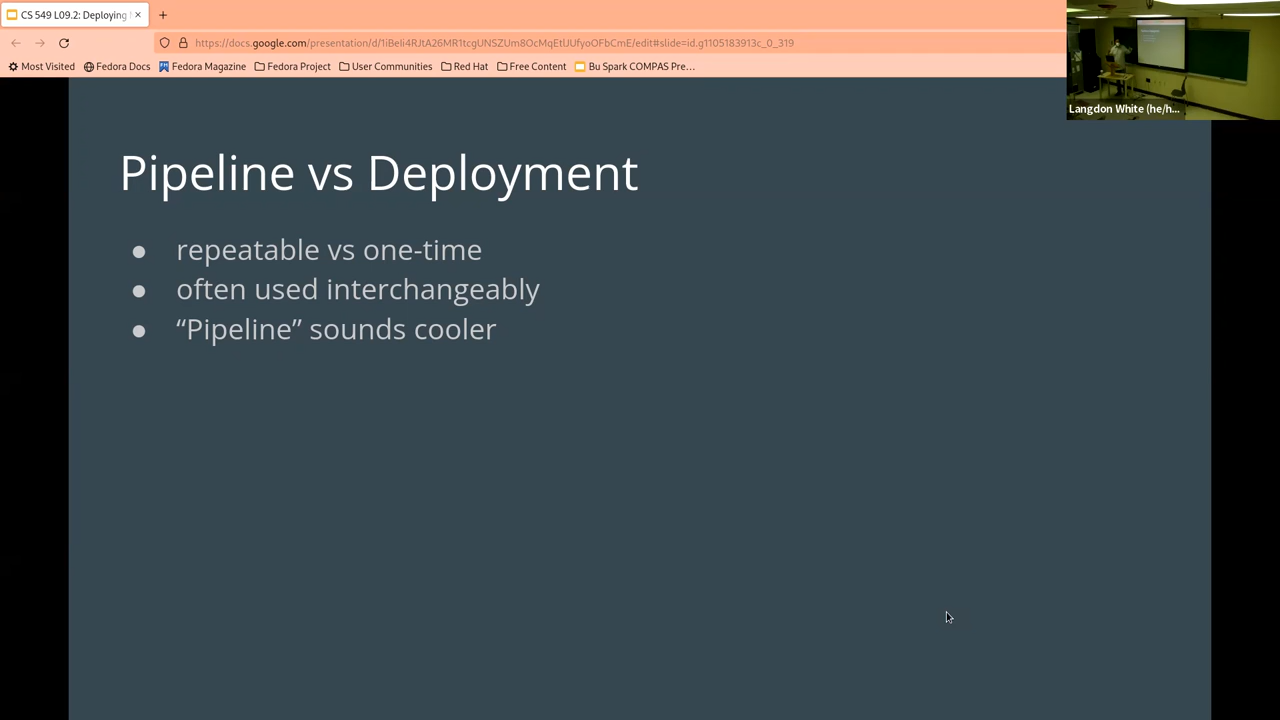 CS 549 L09.2: Deploying
https://docs.google.com/presentation/d/1iBeIi4RJtA26MR1tcgUNSZUm8OcMqEtlJUfyoOFbCmE/edit#slide=id.g1105183913c_0_319
Most Visited Fedora Docs Fedora Magazine Fedora Project User Communities Red Hat Free Content Bu Spark COMPAS Pre…
Langdon White (he/h...
Pipeline vs Deployment
● repeatable vs one-time
● often used interchangeably
● “Pipeline” sounds cooler